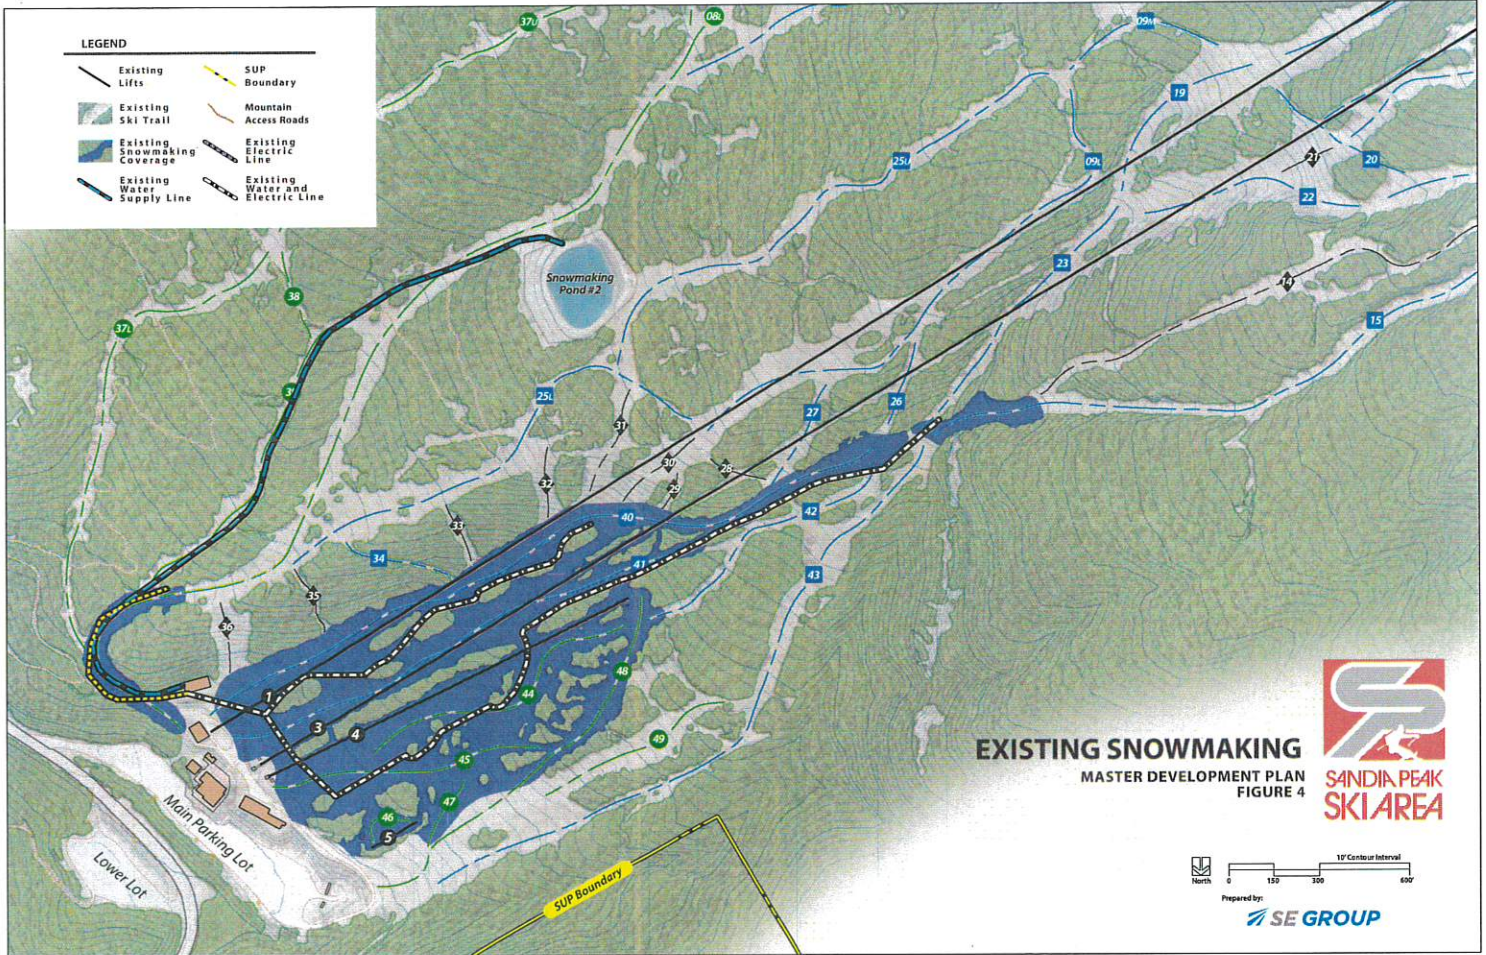 LEGEND
Existing
Lifts
SUP
Boundary
Existing
Ski Trail
Mountain
Access Roads
Existing
Snowmaking
Coverage
Existing
Electric
Line
Existing
Water
Supply Line
Existing
Water and
Electric Line
37U
08L
09M
19
25U
09L
21
20
22
23
14
15
38
37L
Snowmaking
Pond #2
25L
27
26
31
30
28
32
29
33
40
42
34
41
43
35
36
48
1
44
3
4
49
45
47
46
5
Main Parking Lot
Lower Lot
SUP Boundary
EXISTING SNOWMAKING
MASTER DEVELOPMENT PLAN
FIGURE 4
SANDIA PEAK
SKI AREA
North
10' Contour Interval
0 150 300 600'
Prepared by:
SE GROUP